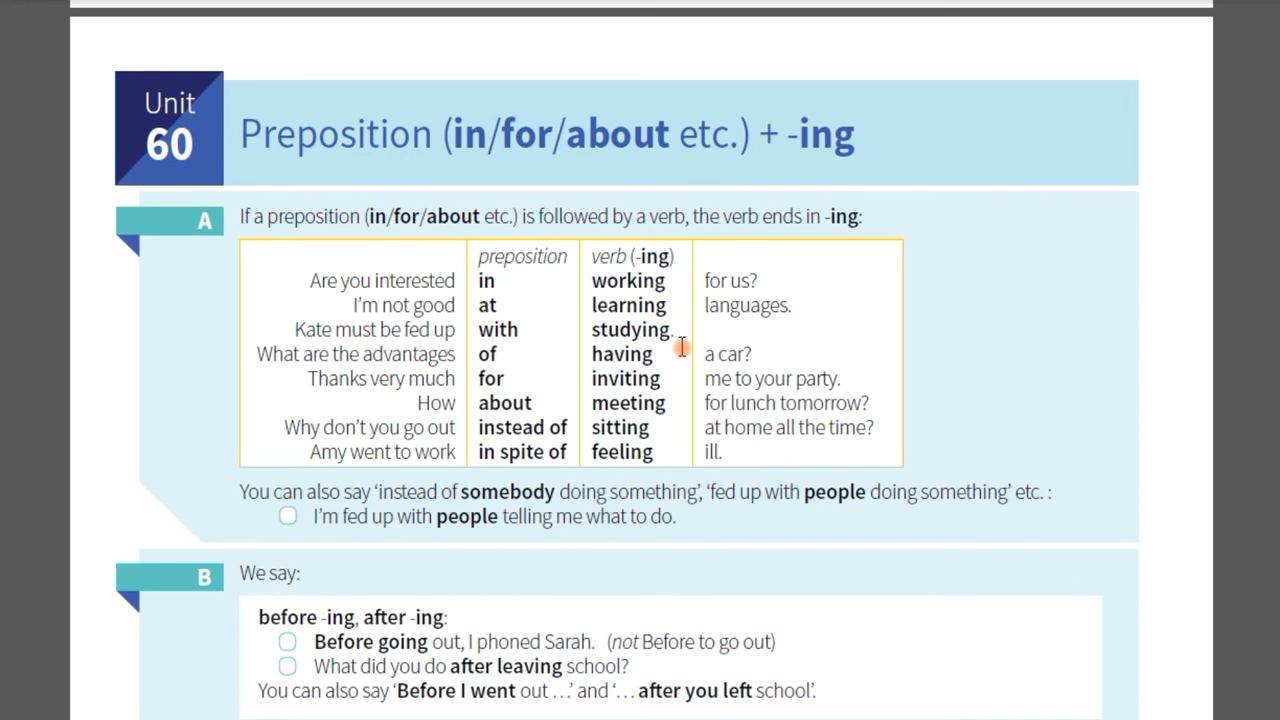 Unit
60
Preposition (in/for/about etc.) + -ing
A
If a preposition (in/for/about etc.) is followed by a verb, the verb ends in -ing:
preposition verb (-ing)
Are you interested in working for us?
I'm not good at learning languages.
Kate must be fed up with studying.
What are the advantages of having a car?
Thanks very much for inviting me to your party.
How about meeting for lunch tomorrow?
Why don't you go out instead of sitting at home all the time?
Amy went to work in spite of feeling ill.
You can also say 'instead of somebody doing something', 'fed up with people doing something' etc. :
I'm fed up with people telling me what to do.
B
We say:
before -ing, after -ing:
Before going out, I phoned Sarah. (not Before to go out)
What did you do after leaving school?
You can also say 'Before I went out …' and '… after you left school'.